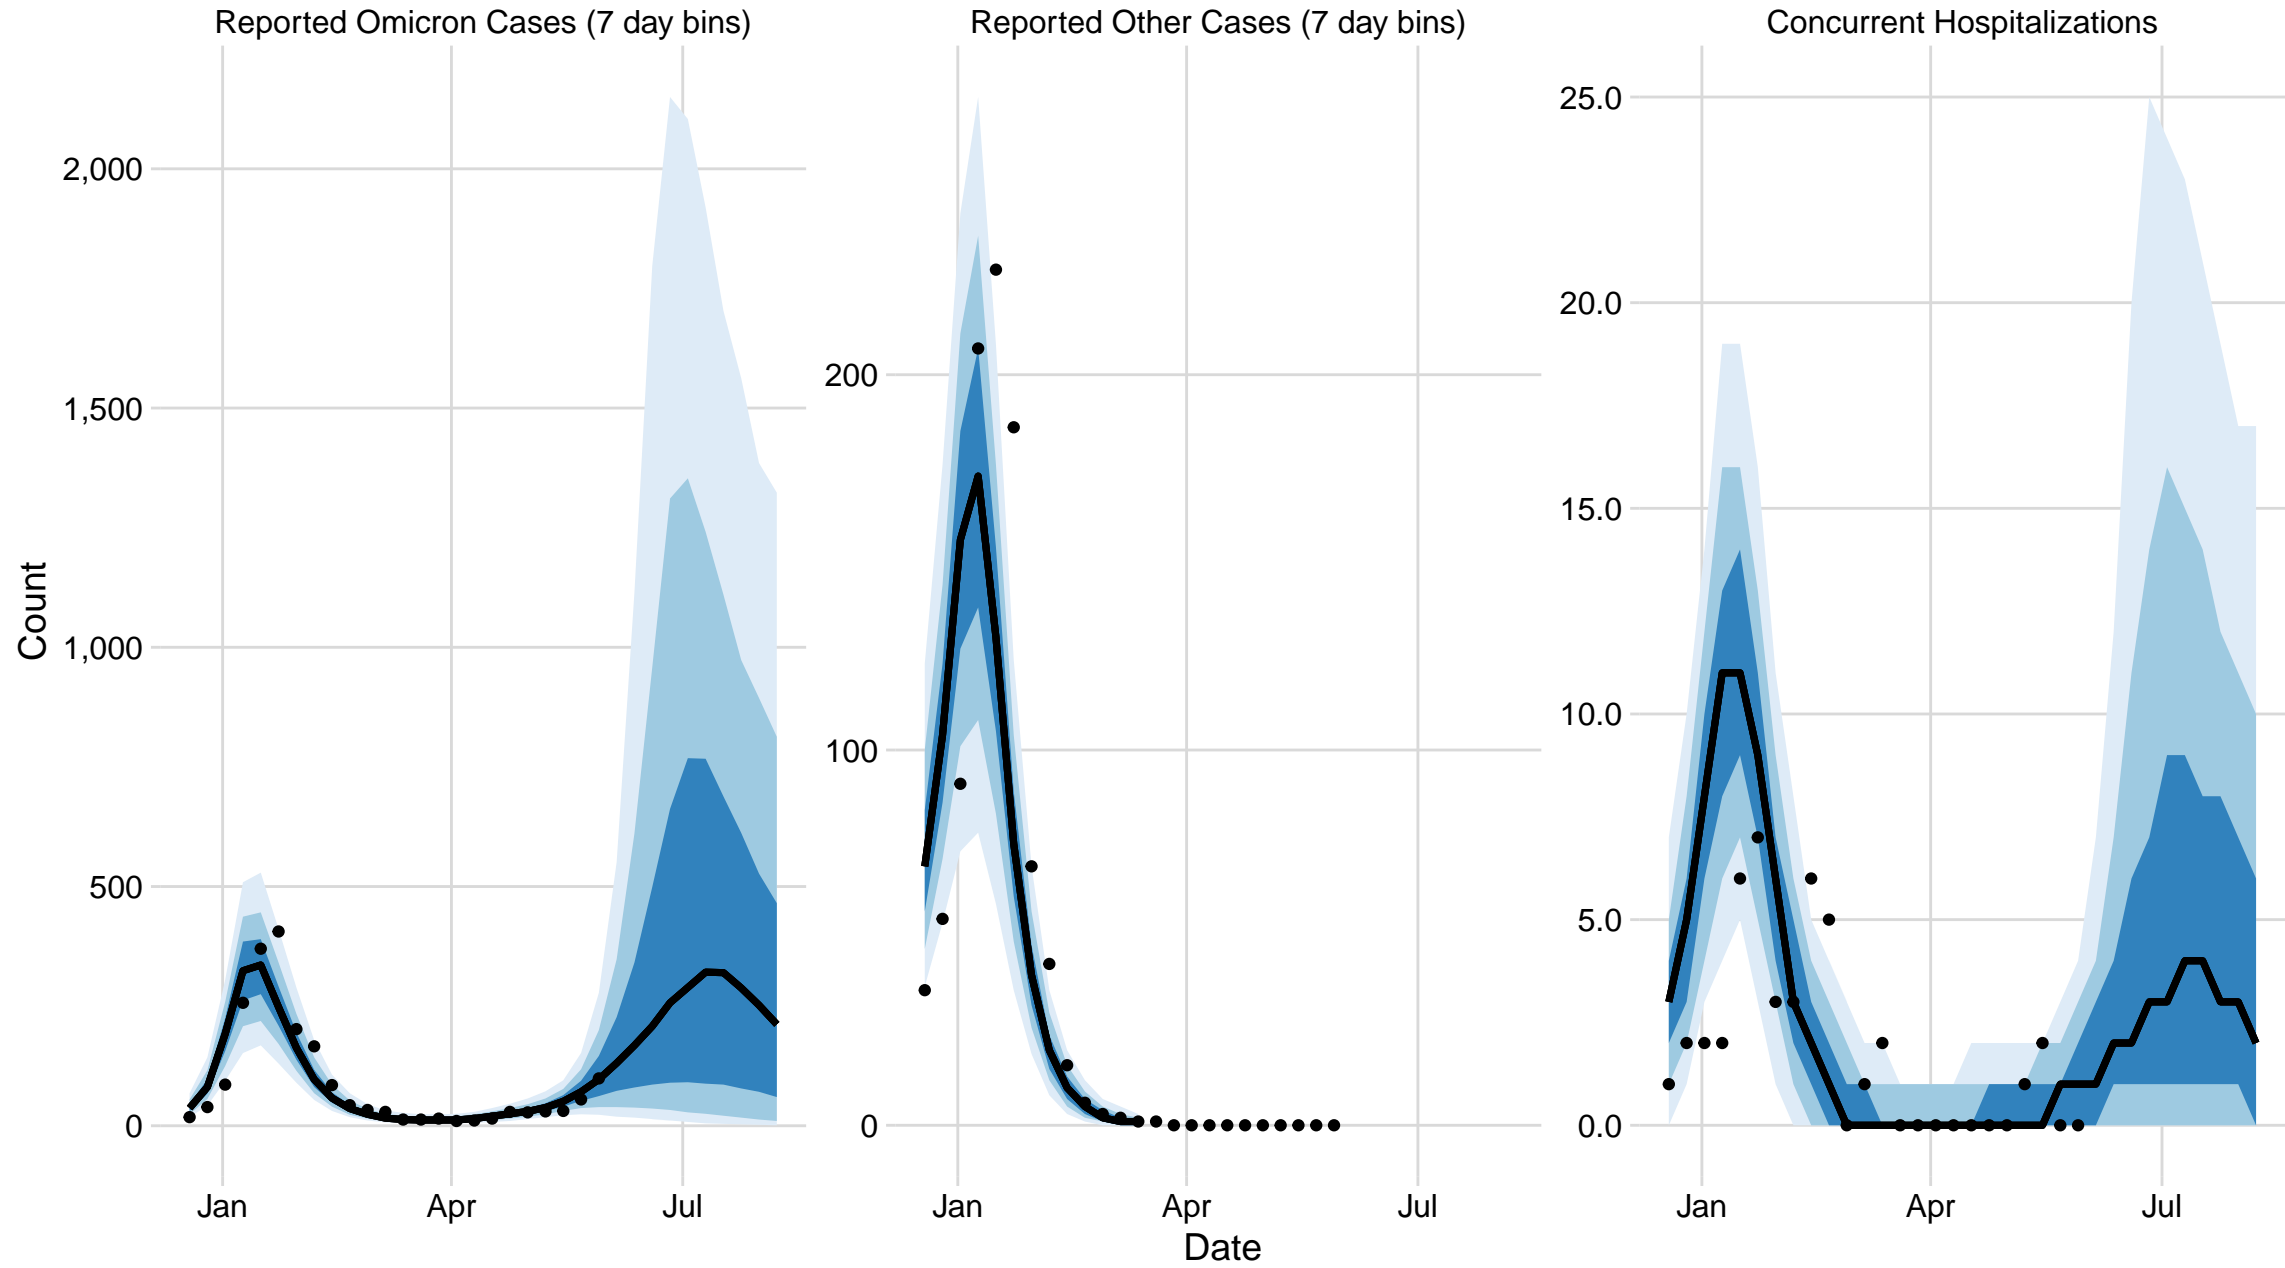 Reported Omicron Cases (7 day bins)
Reported Other Cases (7 day bins)
Concurrent Hospitalizations
Count
2,000
1,500
1,000
500
0
200
100
0
25.0
20.0
15.0
10.0
5.0
0.0
Jan
Apr
Jul
Jan
Apr
Jul
Jan
Apr
Jul
Date